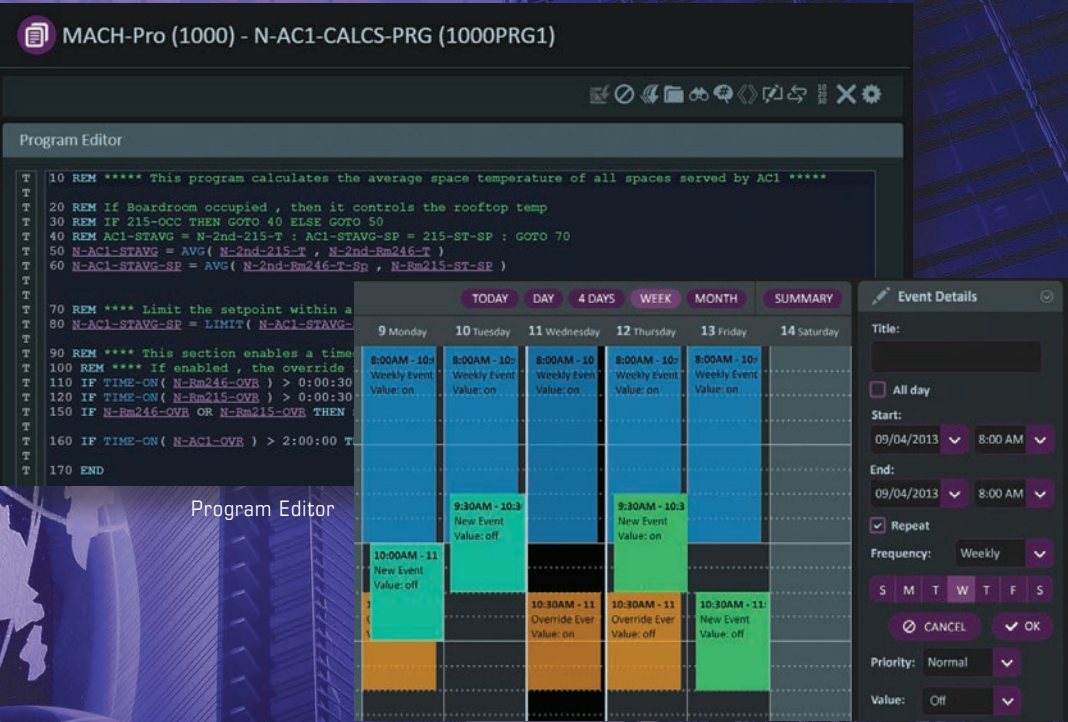 MACH-Pro (1000) - N-AC1-CALCS-PRG (1000PRG1)
Program Editor
T 10 REM ***** This program calculates the average space temperature of all spaces served by AC1 *****
T
T 20 REM If Boardroom occupied , then it controls the rooftop temp
T 30 REM IF 215-OCC THEN GOTO 40 ELSE GOTO 50
T 40 REM AC1-STAVG = N-2nd-215-T : AC1-STAVG-SP = 215-ST-SP : GOTO 70
T 50 N-AC1-STAVG = AVG( N-2nd-215-T , N-2nd-Rm246-T )
T 60 N-AC1-STAVG-SP = AVG( N-2nd-Rm246-T-Sp , N-Rm215-ST-SP )
T
T
T 70 REM **** Limit the setpoint within a
T 80 N-AC1-STAVG-SP = LIMIT( N-AC1-STAVG-
T
T 90 REM **** This section enables a time
T 100 REM **** If enabled , the override
T 110 IF TIME-ON( N-Rm246-OVR ) > 0:00:30
T 120 IF TIME-ON( N-Rm215-OVR ) > 0:00:30
T 150 IF N-Rm246-OVR OR N-Rm215-OVR THEN
T
T 160 IF TIME-ON( N-AC1-OVR ) > 2:00:00 T
T
T 170 END
Program Editor
TODAY DAY 4 DAYS WEEK MONTH SUMMARY
9 Monday 10 Tuesday 11 Wednesday 12 Thursday 13 Friday 14 Saturday
8:00AM - 10: 8:00AM - 10: 8:00AM - 10 8:00AM - 10: 8:00AM - 10:
Weekly Event Weekly Event Weekly Even Weekly Event Weekly Event
Value: on Value: on Value: on Value: on Value: on
9:30AM - 10:3 9:30AM - 10:3
New Event New Event
Value: off Value: on
10:00AM - 11
New Event
Value: off
10:30AM - 11 10:30AM - 11 10:30AM - 11:
Override Ever Override Ever New Event
Value: on Value: off Value: off
Event Details
Title:
All day
Start:
09/04/2013 8:00 AM
End:
09/04/2013 8:00 AM
Repeat
Frequency: Weekly
S M T W T F S
CANCEL OK
Priority: Normal
Value: Off